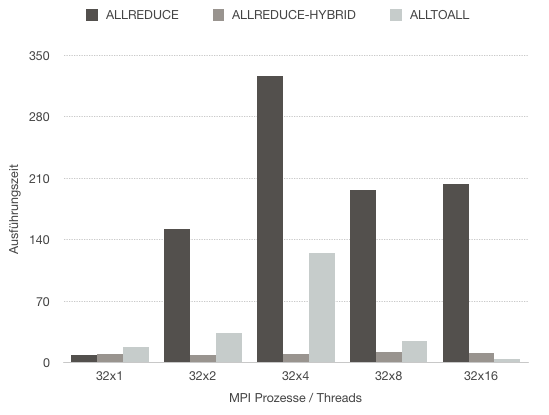 ALLREDUCE ALLREDUCE-HYBRID ALLTOALL
350
280
210
140
70
0
Ausführungszeit
32x1 32x2 32x4 32x8 32x16
MPI Prozesse / Threads